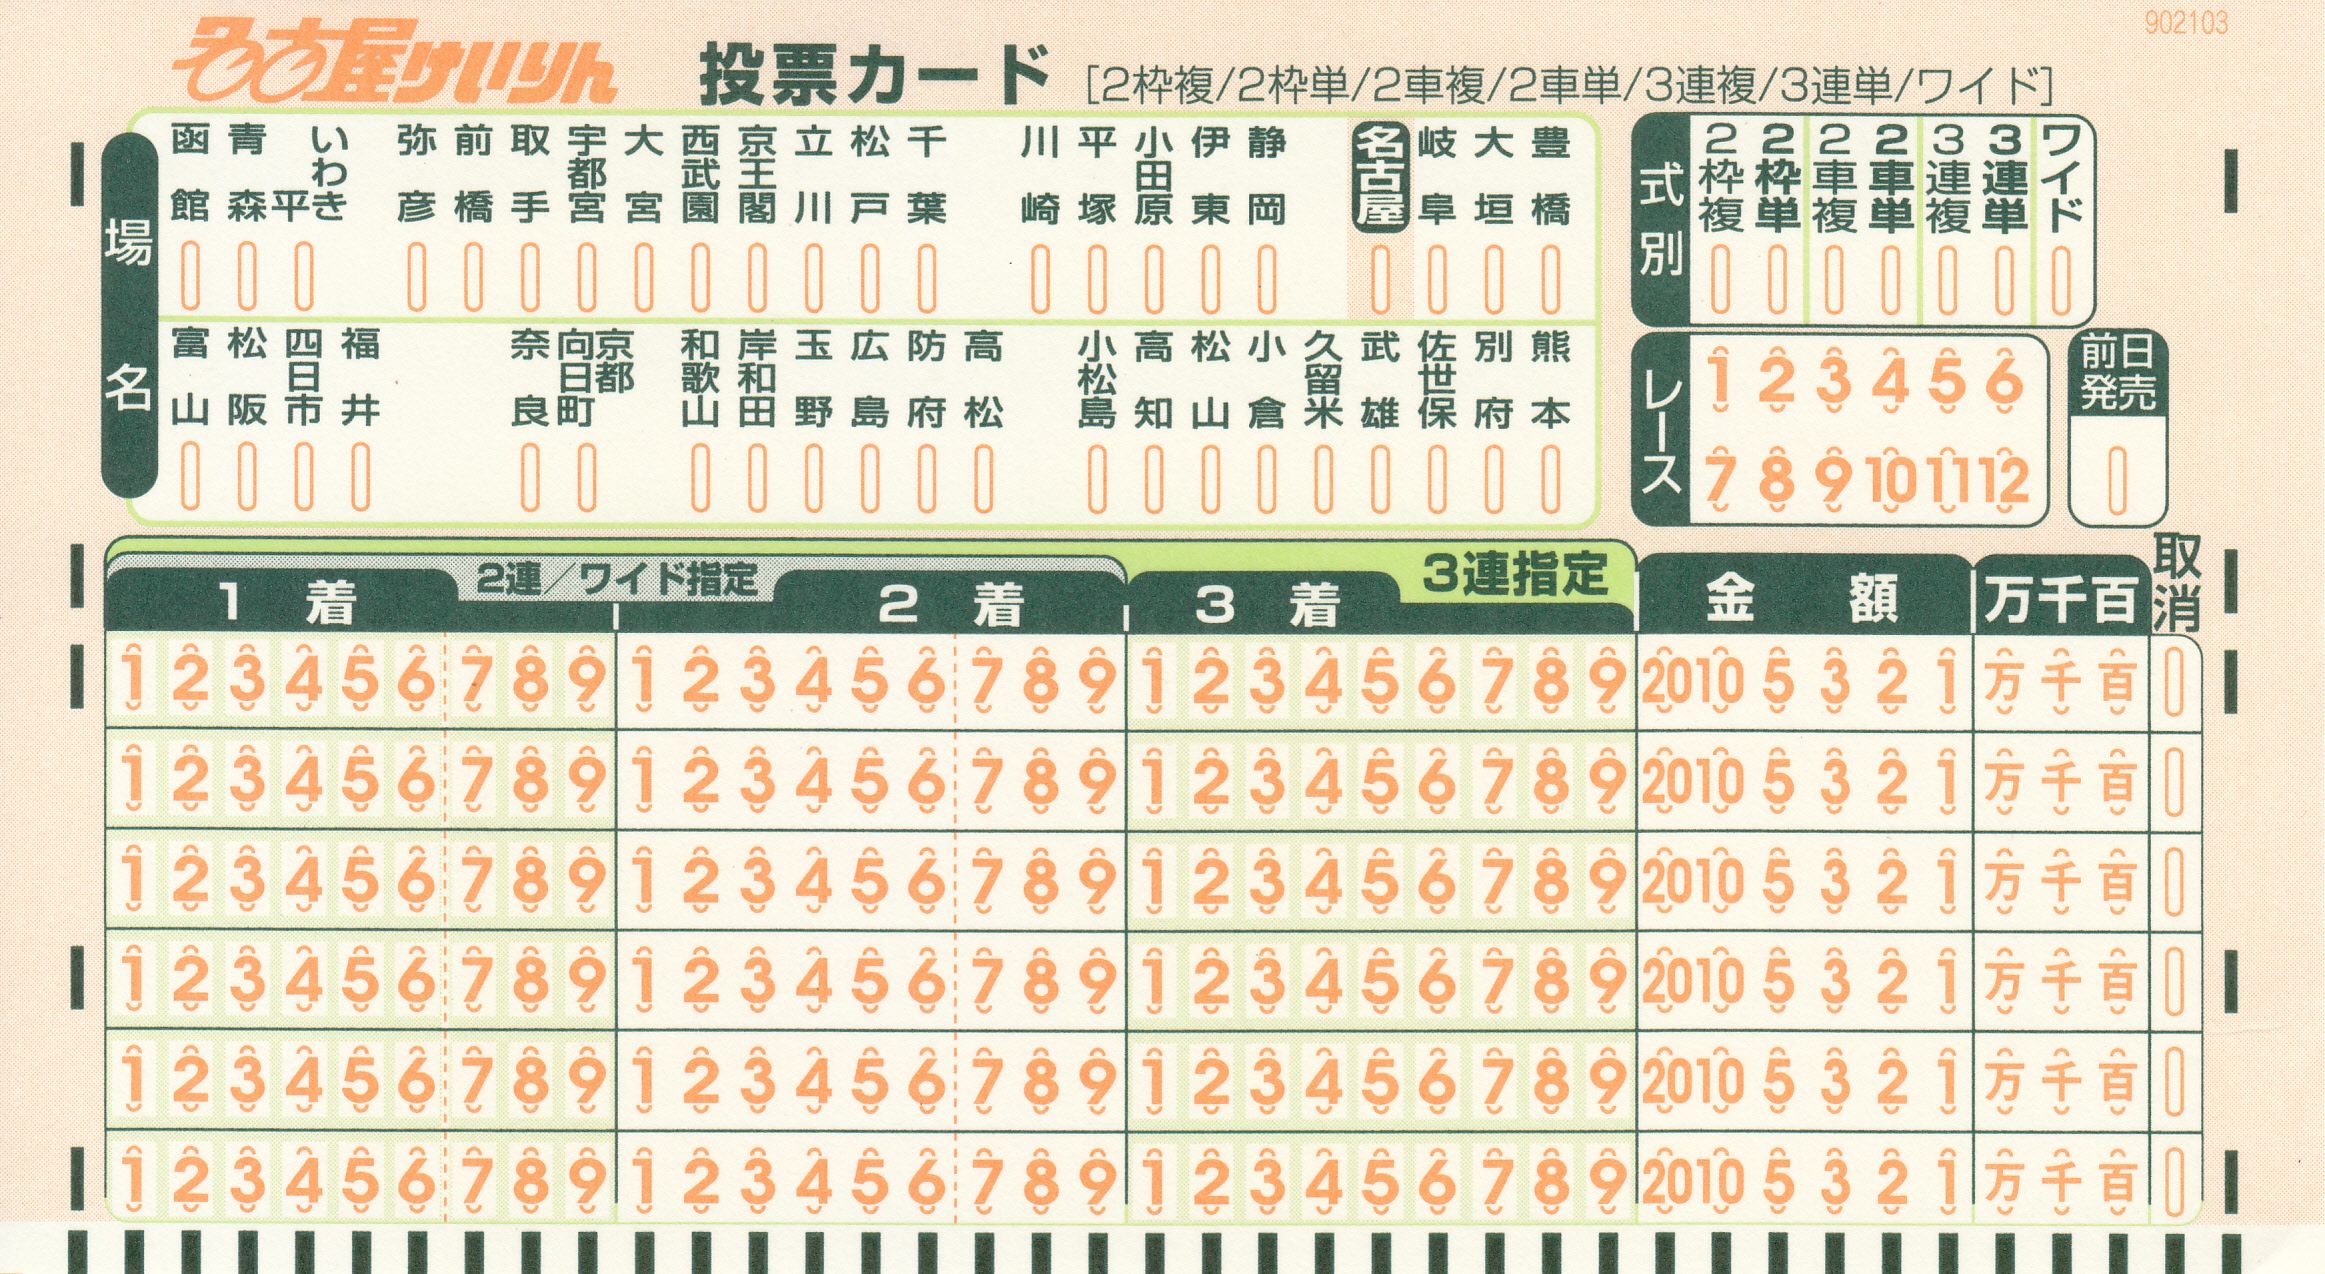 902103
名古屋けいりん 投票カード [2枠複/2枠単/2車複/2車単/3連複/3連単/ワイド]
場名
函館 青森 いわき平 弥彦 前橋 取手 宇都宮 大宮 西武園 京王閣 立川 松戸 千葉 川崎 平塚 小田原 伊東 静岡 名古屋 岐阜 大垣 豊橋
富山 松阪 四日市 福井 奈良 京都向日町 和歌山 岸和田 玉野 広島 防府 高松 小松島 高知 松山 小倉 久留米 武雄 佐世保 別府 熊本
式別
2枠複 2枠単 2車複 2車単 3連複 3連単 ワイド
レース
1 2 3 4 5 6
7 8 9 10 11 12
前日発売
2連/ワイド指定 3連指定
1着 2着 3着 金額 万千百 取消
1 2 3 4 5 6 7 8 9 1 2 3 4 5 6 7 8 9 1 2 3 4 5 6 7 8 9 20 10 5 3 2 1 万 千 百
1 2 3 4 5 6 7 8 9 1 2 3 4 5 6 7 8 9 1 2 3 4 5 6 7 8 9 20 10 5 3 2 1 万 千 百
1 2 3 4 5 6 7 8 9 1 2 3 4 5 6 7 8 9 1 2 3 4 5 6 7 8 9 20 10 5 3 2 1 万 千 百
1 2 3 4 5 6 7 8 9 1 2 3 4 5 6 7 8 9 1 2 3 4 5 6 7 8 9 20 10 5 3 2 1 万 千 百
1 2 3 4 5 6 7 8 9 1 2 3 4 5 6 7 8 9 1 2 3 4 5 6 7 8 9 20 10 5 3 2 1 万 千 百
1 2 3 4 5 6 7 8 9 1 2 3 4 5 6 7 8 9 1 2 3 4 5 6 7 8 9 20 10 5 3 2 1 万 千 百